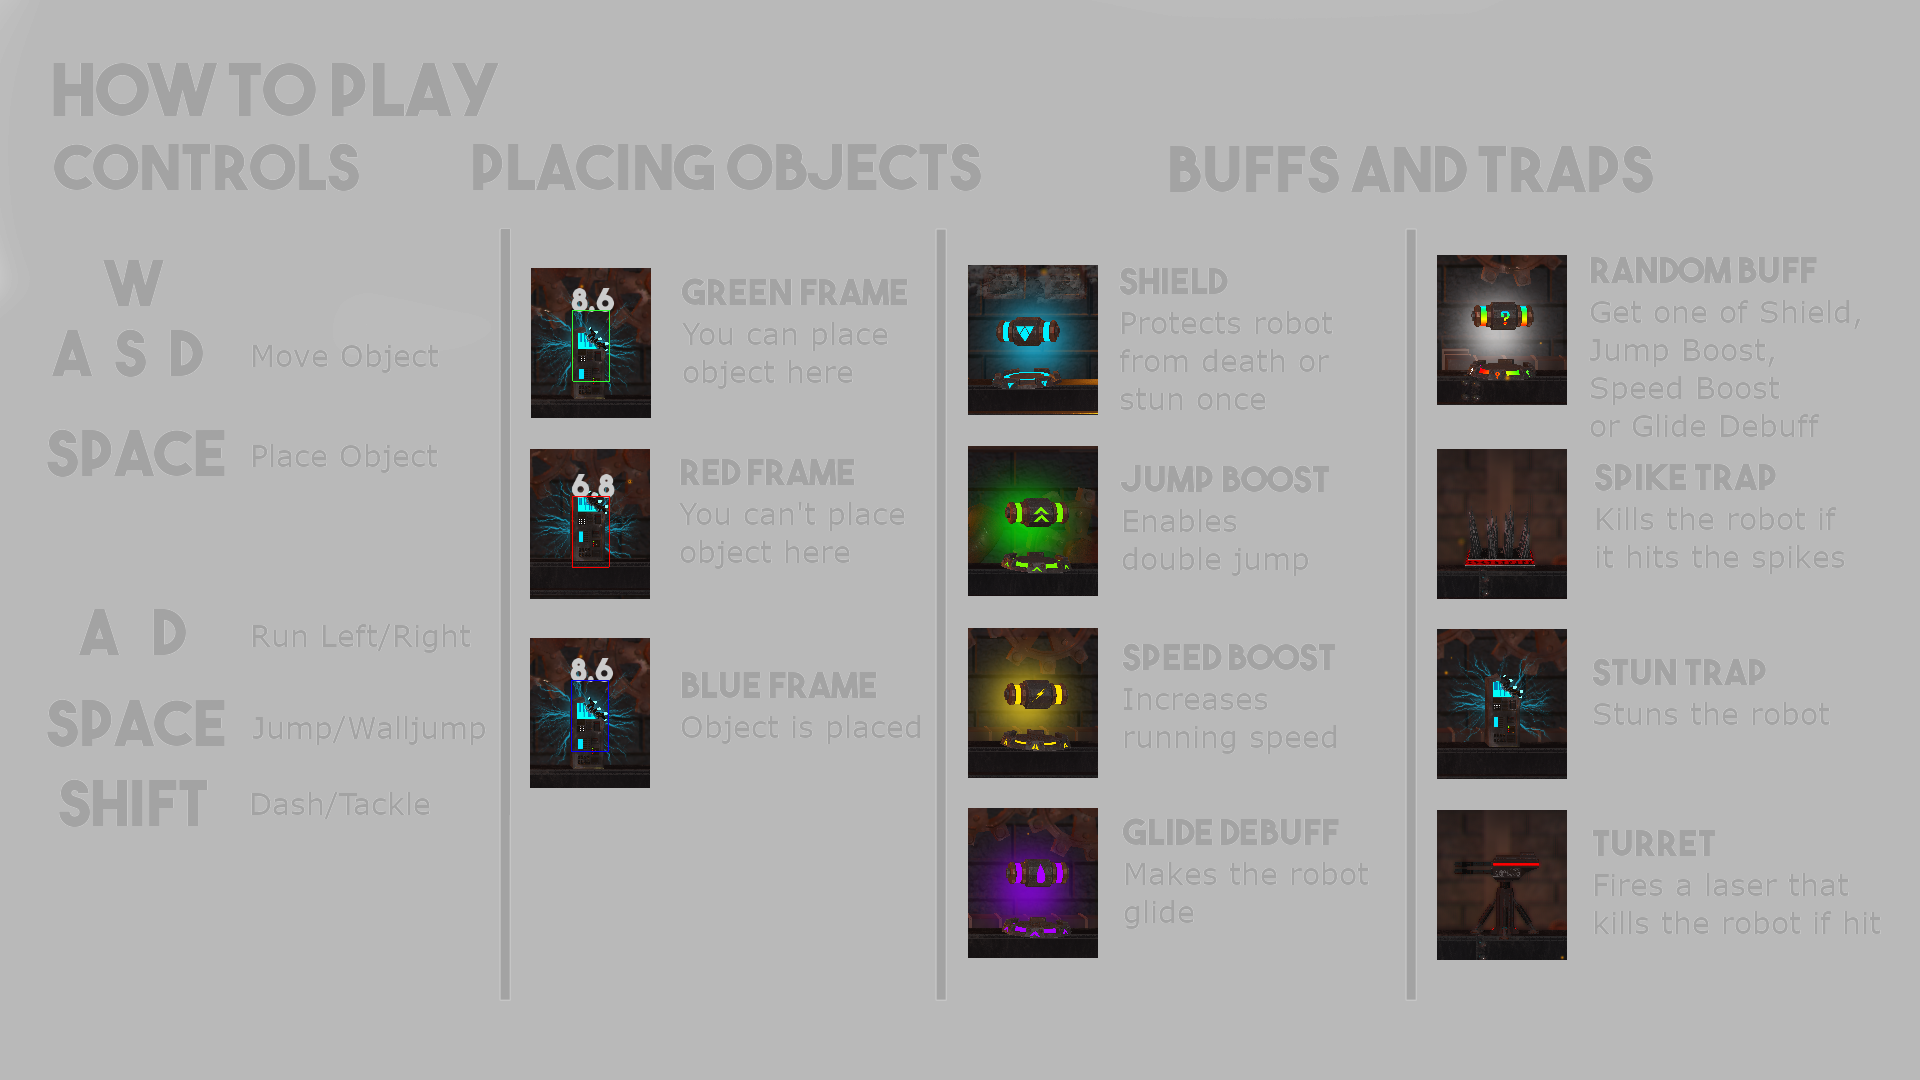 HOW TO PLAY
CONTROLS
W
A S D
Move Object
SPACE
Place Object
A D
Run Left/Right
SPACE
Jump/Walljump
SHIFT
Dash/Tackle
PLACING OBJECTS
8.6
GREEN FRAME
You can place
object here
6.8
RED FRAME
You can't place
object here
8.6
BLUE FRAME
Object is placed
BUFFS AND TRAPS
SHIELD
Protects robot
from death or
stun once
JUMP BOOST
Enables
double jump
SPEED BOOST
Increases
running speed
GLIDE DEBUFF
Makes the robot
glide
?
RANDOM BUFF
Get one of Shield,
Jump Boost,
Speed Boost
or Glide Debuff
SPIKE TRAP
Kills the robot if
it hits the spikes
STUN TRAP
Stuns the robot
TURRET
Fires a laser that
kills the robot if hit